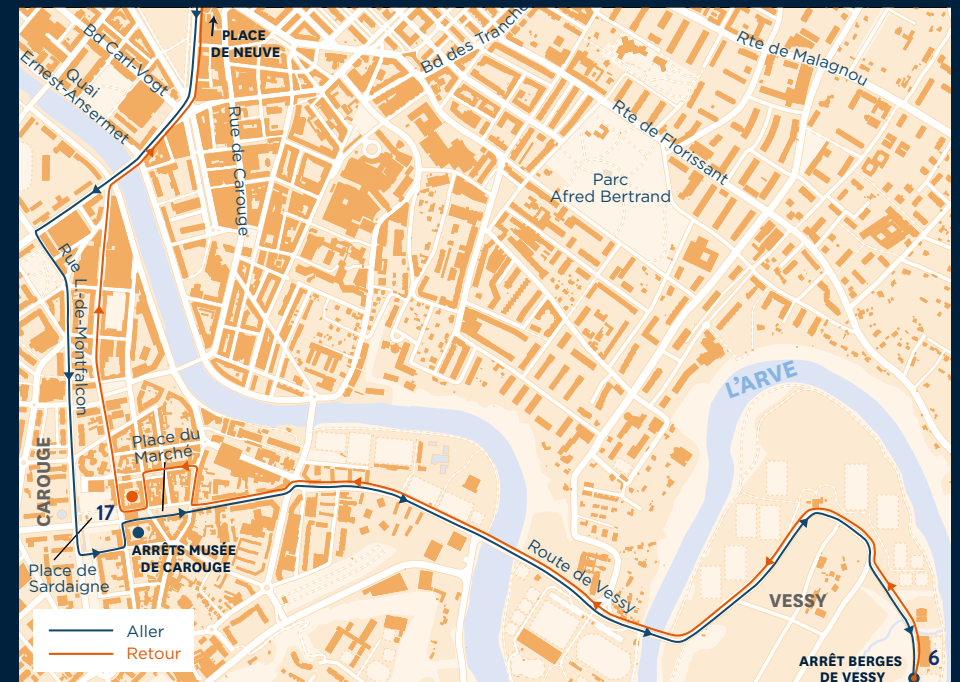 PLACE
DE NEUVE
Bd Carl-Vogt
Quai
Ernest-Ansermet
Bd des Tranché
Rte de Malagnou
Rue de Carouge
Rte de Florissant
Parc
Afred Bertrand
Rue L.-de-Montfalcon
L'ARVE
CAROUGE
Place du
Marché
17
ARRÊTS MUSÉE
DE CAROUGE
Place de
Sardaigne
Route de Vessy
VESSY
Aller
Retour
ARRÊT BERGES
DE VESSY
6